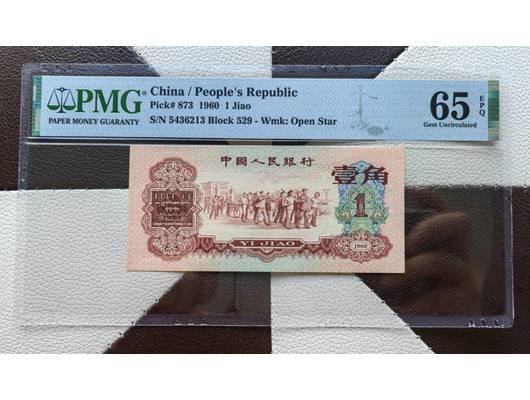 PMG
PAPER MONEY GUARANTY
China / People's Republic
Pick# 873 1960 1 Jiao
S/N 5436213 Block 529 - Wmk: Open Star
65
EPQ
Gem Uncirculated
中國人民銀行
壹角
1
YI JIAO
1960